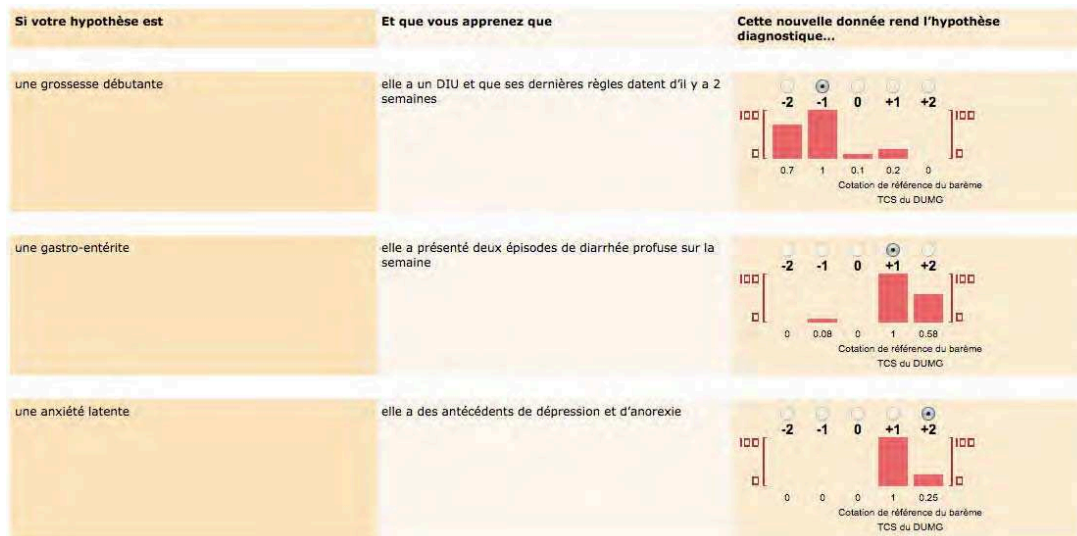 Si votre hypothèse est
Et que vous apprenez que
Cette nouvelle donnée rend l'hypothèse
diagnostique...
une grossesse débutante
elle a un DIU et que ses dernières règles datent d'il y a 2
semaines
-2 -1 0 +1 +2
100 100
0 0
0.7 1 0.1 0.2 0
Cotation de référence du barème
TCS du DUMG
une gastro-entérite
elle a présenté deux épisodes de diarrhée profuse sur la
semaine
-2 -1 0 +1 +2
100 100
0 0
0 0.08 0 1 0.58
Cotation de référence du barème
TCS du DUMG
une anxiété latente
elle a des antécédents de dépression et d'anorexie
-2 -1 0 +1 +2
100 100
0 0
0 0 0 1 0.25
Cotation de référence du barème
TCS du DUMG